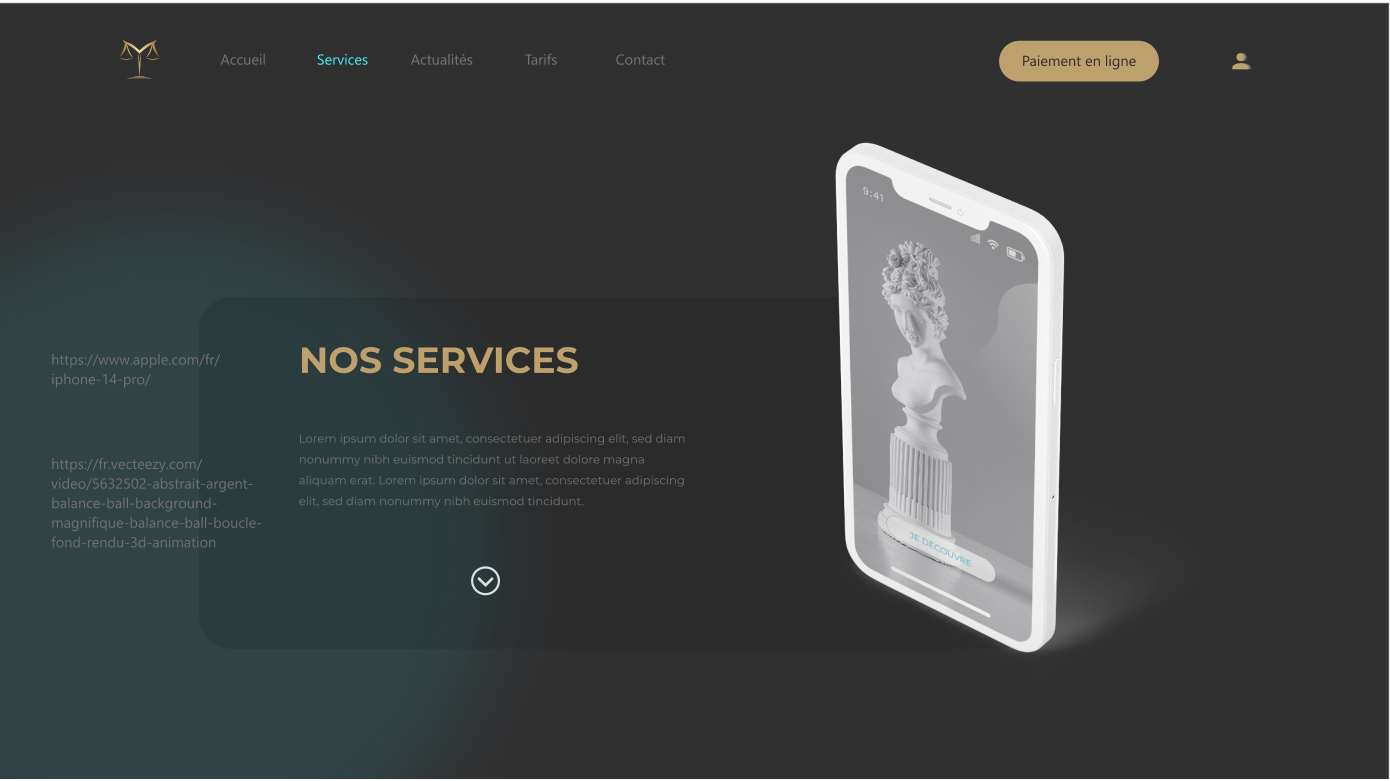 Accueil
Services
Actualités
Tarifs
Contact
Paiement en ligne
9:41
https://www.apple.com/fr/
iphone-14-pro/
NOS SERVICES
Lorem ipsum dolor sit amet, consectetuer adipiscing elit, sed diam
nonummy nibh euismod tincidunt ut laoreet dolore magna
aliquam erat. Lorem ipsum dolor sit amet, consectetuer adipiscing
elit, sed diam nonummy nibh euismod tincidunt.
https://fr.vecteezy.com/
video/5632502-abstrait-argent-
balance-ball-background-
magnifique-balance-ball-boucle-
fond-rendu-3d-animation
JE DECOUVRE